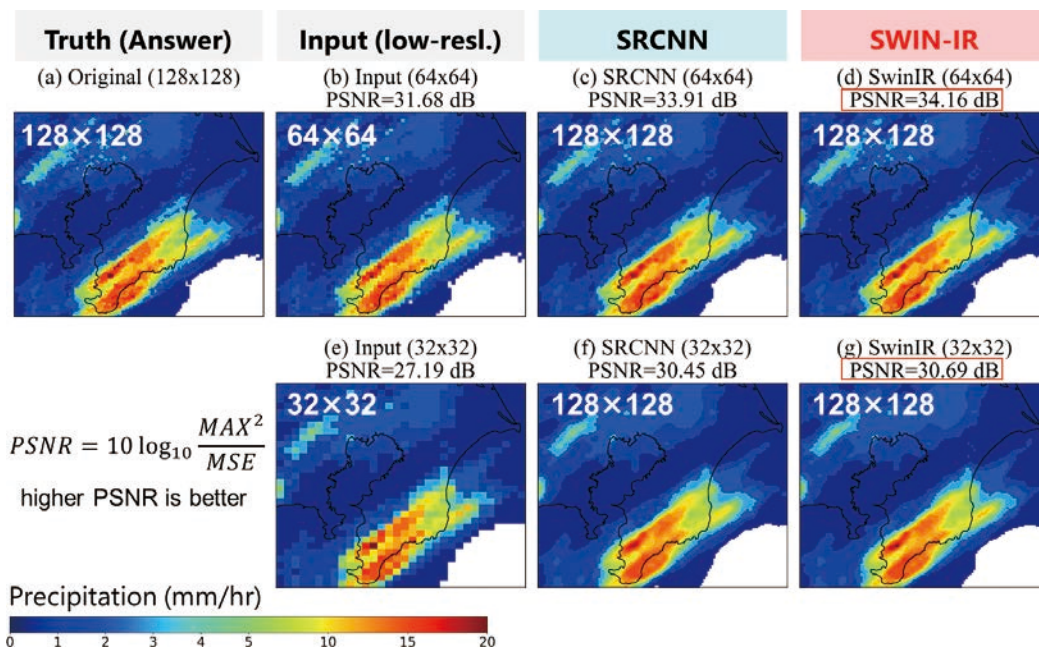 Truth (Answer)
Input (low-resl.)
SRCNN
SWIN-IR
(a) Original (128x128)
(b) Input (64x64)
PSNR=31.68 dB
(c) SRCNN (64x64)
PSNR=33.91 dB
(d) SwinIR (64x64)
PSNR=34.16 dB
128×128
64×64
128×128
128×128
(e) Input (32x32)
PSNR=27.19 dB
(f) SRCNN (32x32)
PSNR=30.45 dB
(g) SwinIR (32x32)
PSNR=30.69 dB
32×32
128×128
128×128
PSNR = 10 log₁₀ MAX²/MSE
higher PSNR is better
Precipitation (mm/hr)
0 1 2 3 4 5 10 15 20